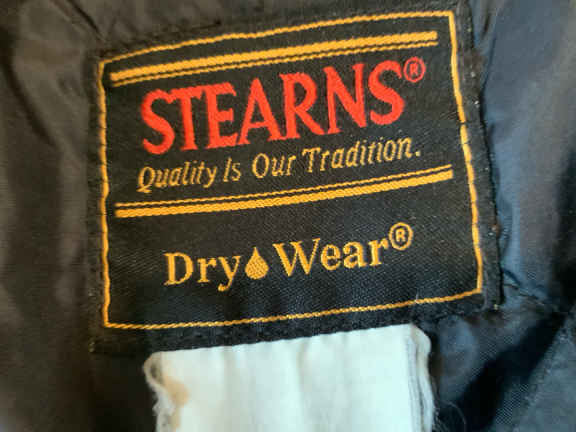 STEARNS®
Quality Is Our Tradition.
Dry Wear®